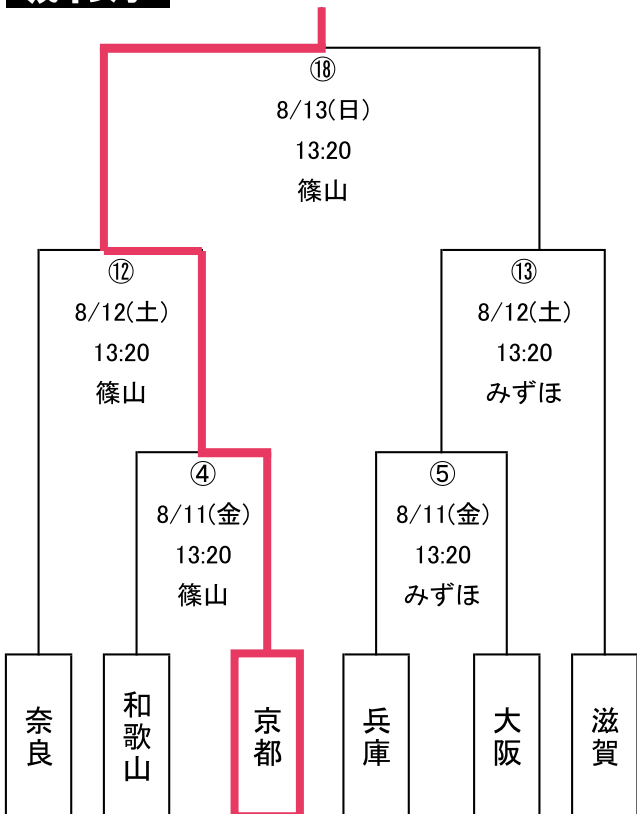 ⑱
8/13(日)
13:20
篠山
⑫
8/12(土)
13:20
篠山
⑬
8/12(土)
13:20
みずほ
④
8/11(金)
13:20
篠山
⑤
8/11(金)
13:20
みずほ
奈良
和歌山
京都
兵庫
大阪
滋賀